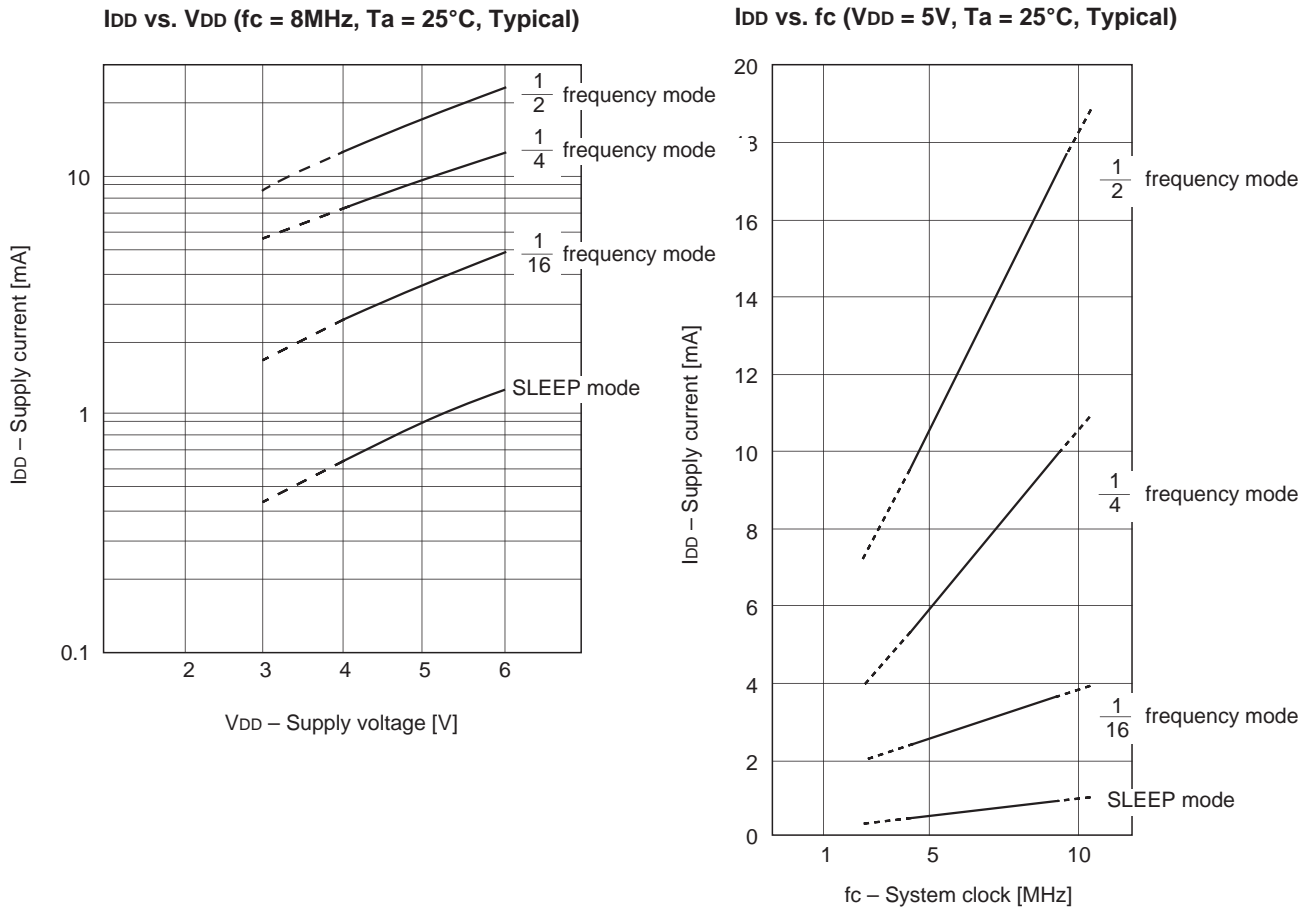 IDD vs. VDD (fc = 8MHz, Ta = 25°C, Typical)
10
1
0.1
2 3 4 5 6
IDD – Supply current [mA]
VDD – Supply voltage [V]
1/2 frequency mode
1/4 frequency mode
1/16 frequency mode
SLEEP mode
IDD vs. fc (VDD = 5V, Ta = 25°C, Typical)
20
16
14
12
10
8
6
4
2
0
1 5 10
IDD – Supply current [mA]
fc – System clock [MHz]
1/2 frequency mode
1/4 frequency mode
1/16 frequency mode
SLEEP mode